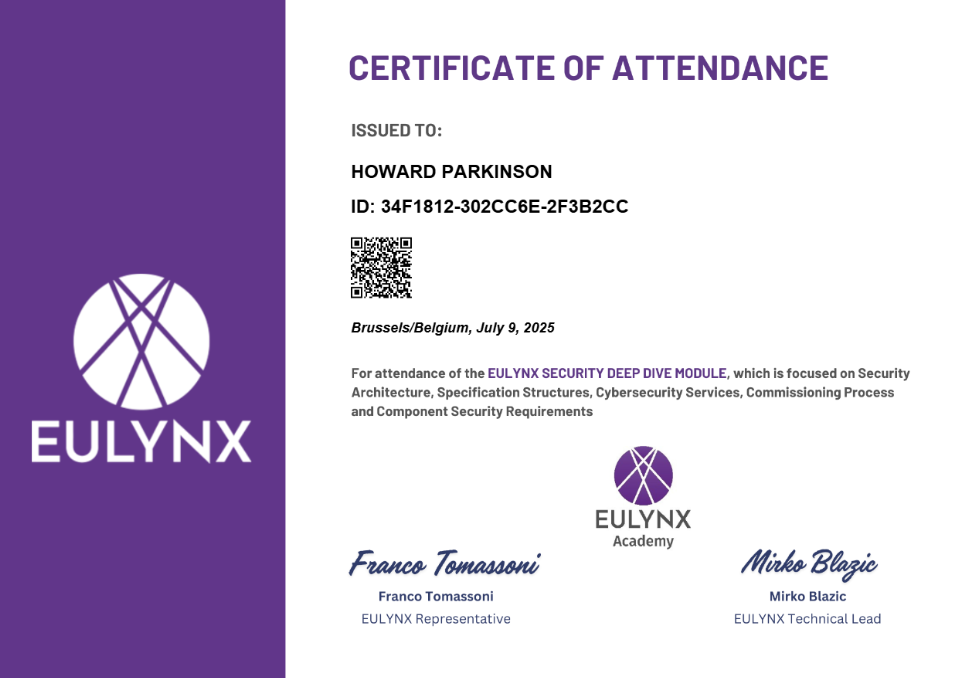 CERTIFICATE OF ATTENDANCE
ISSUED TO:
HOWARD PARKINSON
ID: 34F1812-302CC6E-2F3B2CC
Brussels/Belgium, July 9, 2025
For attendance of the EULYNX SECURITY DEEP DIVE MODULE, which is focused on Security
Architecture, Specification Structures, Cybersecurity Services, Commissioning Process
and Component Security Requirements
EULYNX
EULYNX
Academy
Franco Tomassoni
Mirko Blazic
Franco Tomassoni
Mirko Blazic
EULYNX Representative
EULYNX Technical Lead